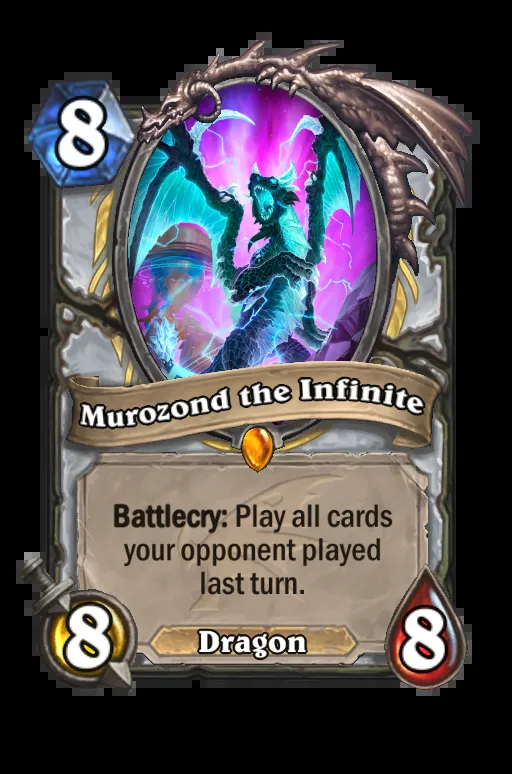 8
Murozond the Infinite
Battlecry: Play all cards
your opponent played
last turn.
8
Dragon
8